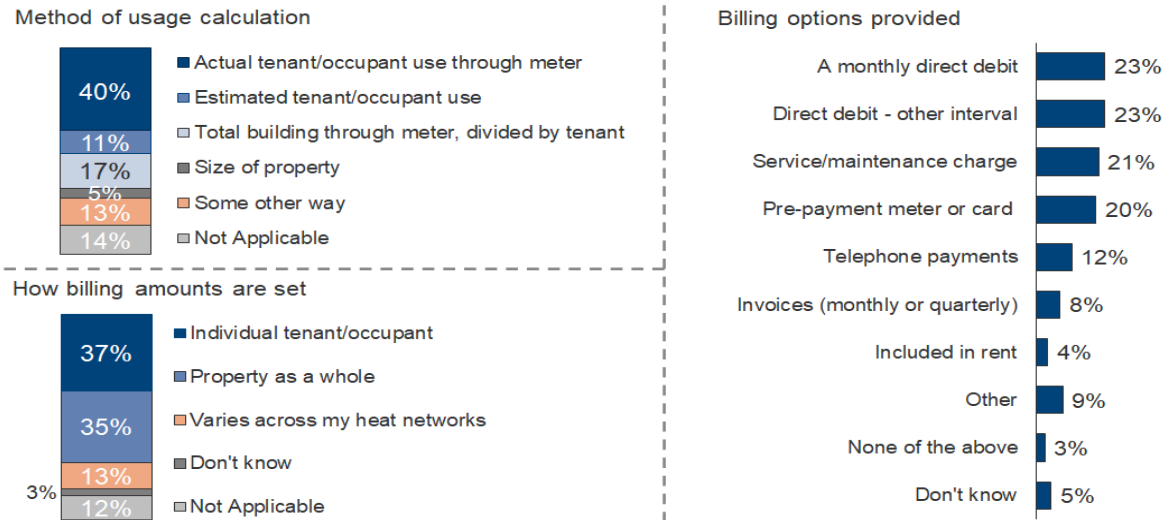 Method of usage calculation
40%
11%
17%
5%
13%
14%
Actual tenant/occupant use through meter
Estimated tenant/occupant use
Total building through meter, divided by tenant
Size of property
Some other way
Not Applicable
How billing amounts are set
37%
35%
13%
3%
12%
Individual tenant/occupant
Property as a whole
Varies across my heat networks
Don't know
Not Applicable
Billing options provided
A monthly direct debit 23%
Direct debit - other interval 23%
Service/maintenance charge 21%
Pre-payment meter or card 20%
Telephone payments 12%
Invoices (monthly or quarterly) 8%
Included in rent 4%
Other 9%
None of the above 3%
Don't know 5%